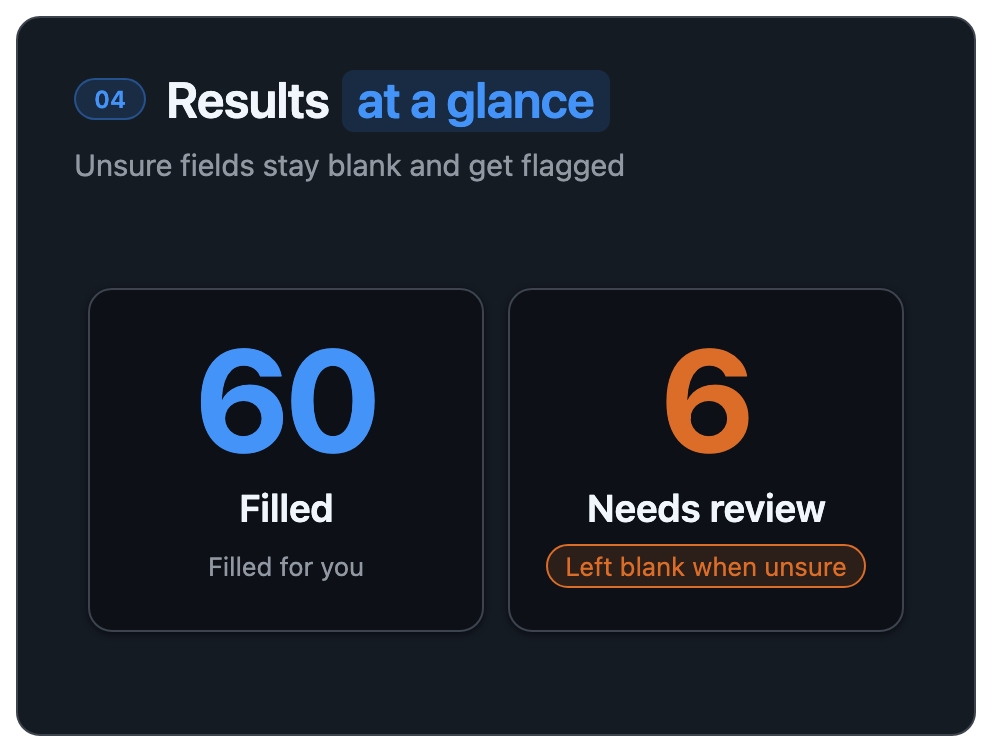 04 Results at a glance
Unsure fields stay blank and get flagged
60
Filled
Filled for you
6
Needs review
Left blank when unsure